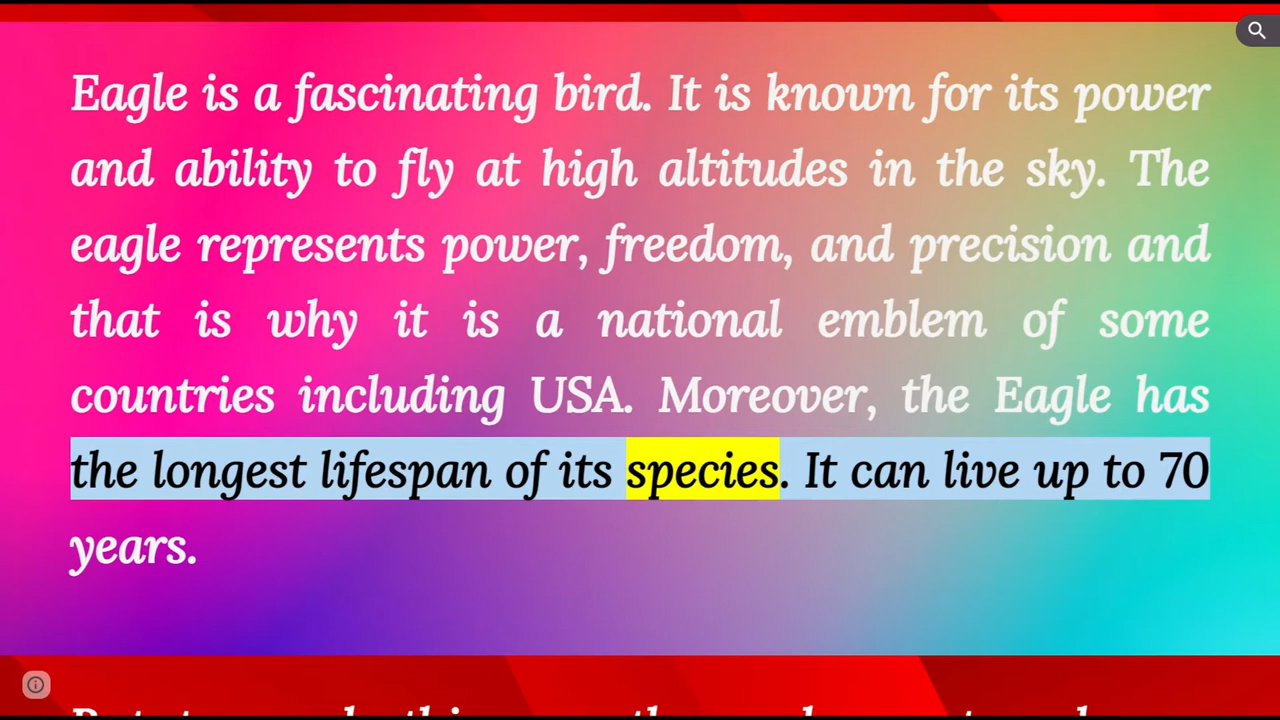 Eagle is a fascinating bird. It is known for its power
and ability to fly at high altitudes in the sky. The
eagle represents power, freedom, and precision and
that is why it is a national emblem of some
countries including USA. Moreover, the Eagle has
the longest lifespan of its species. It can live up to 70
years.